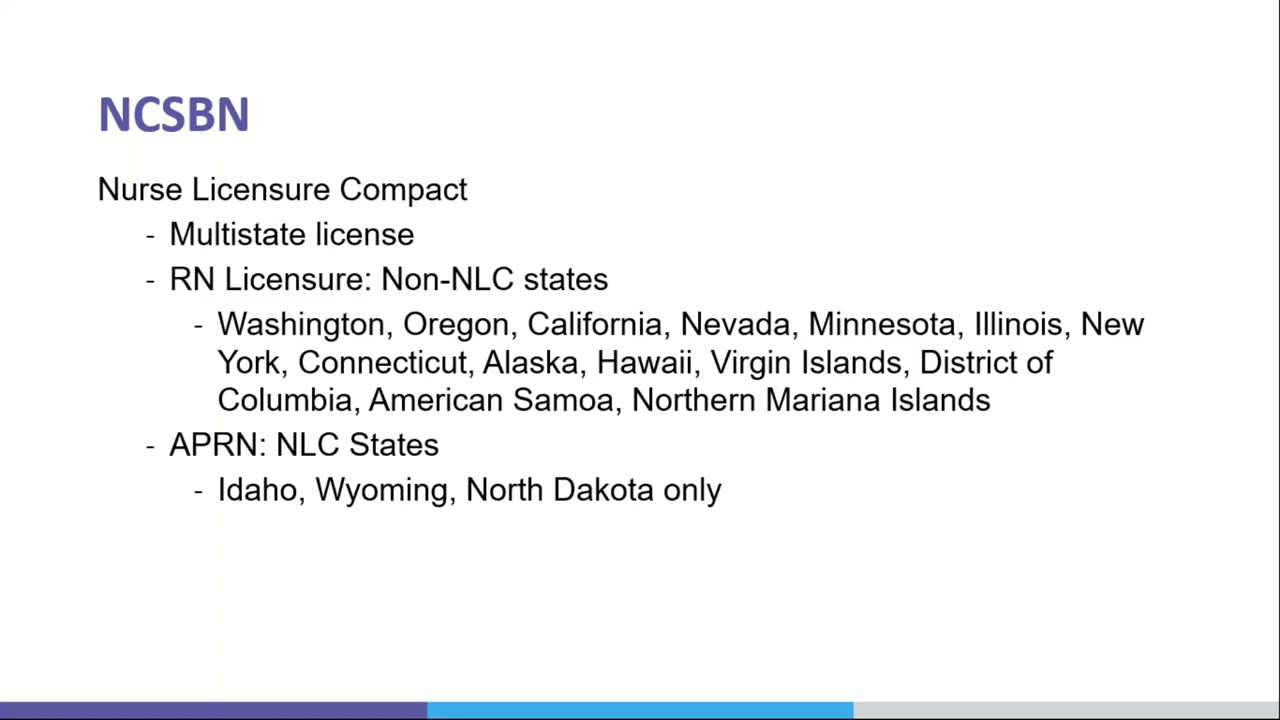 NCSBN
Nurse Licensure Compact
- Multistate license
- RN Licensure: Non-NLC states
- Washington, Oregon, California, Nevada, Minnesota, Illinois, New
York, Connecticut, Alaska, Hawaii, Virgin Islands, District of
Columbia, American Samoa, Northern Mariana Islands
- APRN: NLC States
- Idaho, Wyoming, North Dakota only